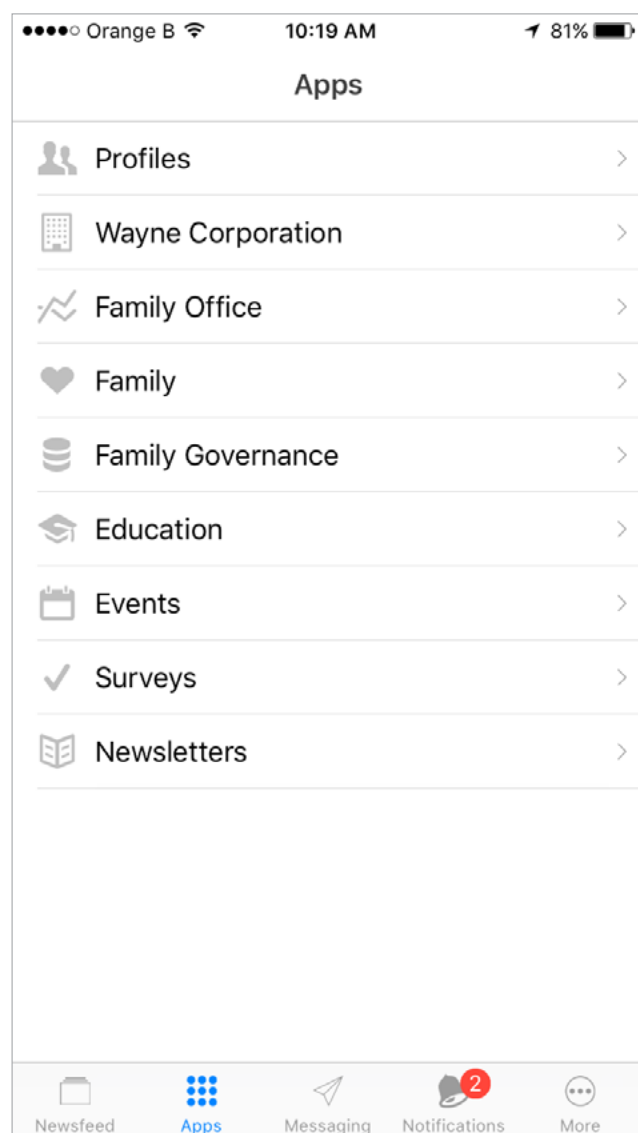 Orange B 10:19 AM 81%
Apps
Profiles
Wayne Corporation
Family Office
Family
Family Governance
Education
Events
Surveys
Newsletters
2
Newsfeed Apps Messaging Notifications More